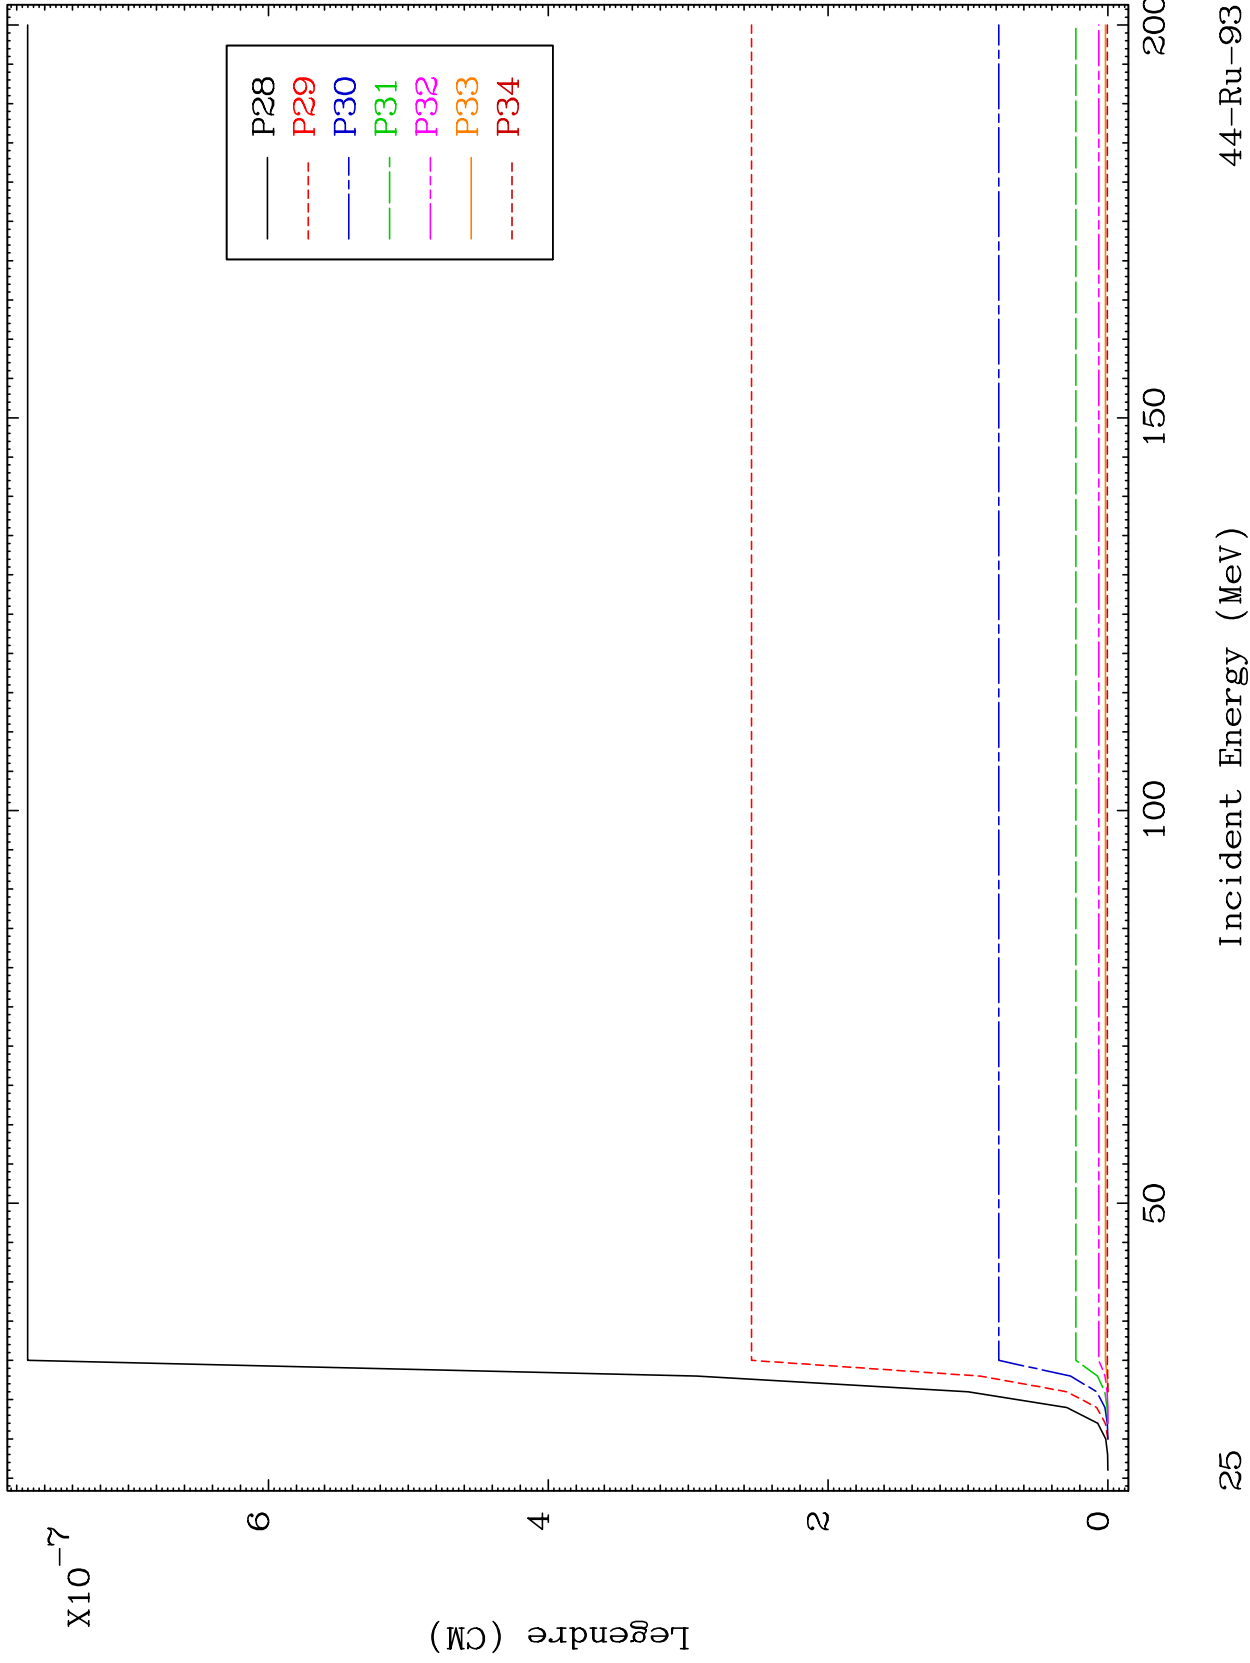 X10-7
6
4
2
0
Legendre (CM)
P28
P29
P30
P31
P32
P33
P34
50
100
150
200
Incident Energy (MeV)
25
44-Ru-93